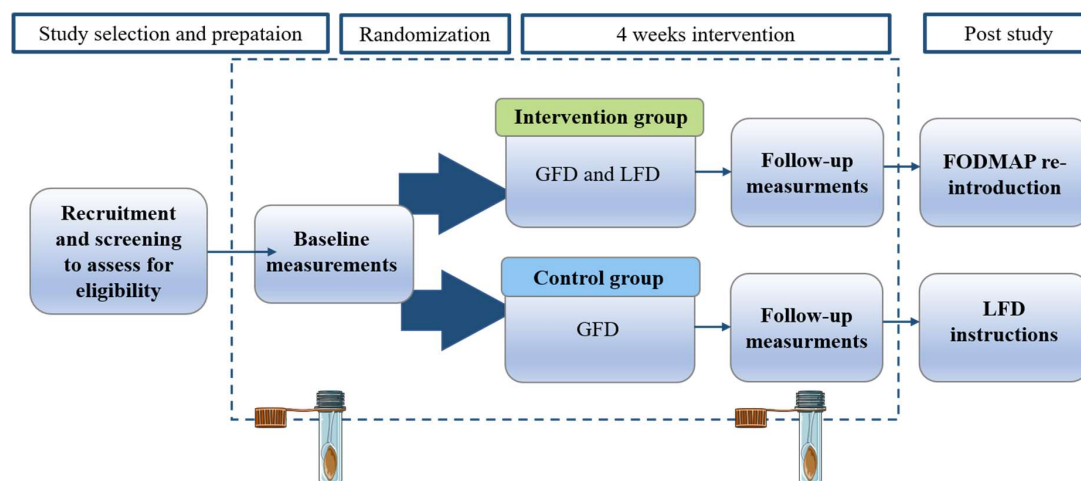 Study selection and prepataion
Randomization
4 weeks intervention
Post study
Recruitment
and screening
to assess for
eligibility
Baseline
measurements
Intervention group
GFD and LFD
Follow-up
measurments
FODMAP re-
introduction
Control group
GFD
Follow-up
measurments
LFD
instructions